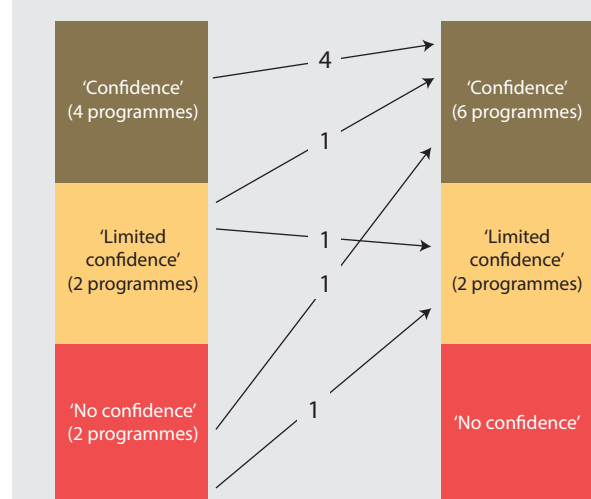 ‘Confidence’
(4 programmes)
4
‘Confidence’
(6 programmes)
1
‘Limited
confidence’
(2 programmes)
1
1
‘Limited
confidence’
(2 programmes)
‘No confidence’
(2 programmes)
1
‘No confidence’